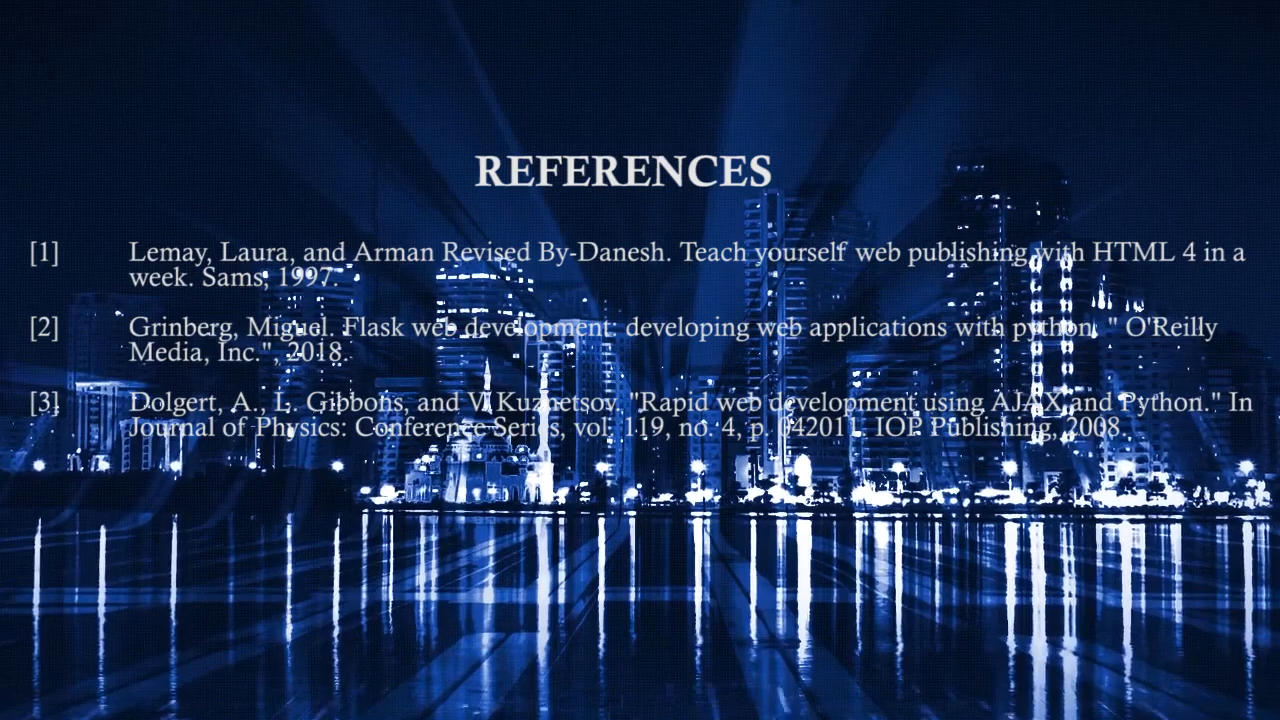 REFERENCES
[1] Lemay, Laura, and Arman Revised By-Danesh. Teach yourself web publishing with HTML 4 in a
week. Sams, 1997.
[2] Grinberg, Miguel. Flask web development: developing web applications with python. " O'Reilly
Media, Inc.", 2018.
[3] Dolgert, A., L. Gibbons, and V. Kuznetsov. "Rapid web development using AJAX and Python." In
Journal of Physics: Conference Series, vol. 119, no. 4, p. 042011. IOP Publishing, 2008.